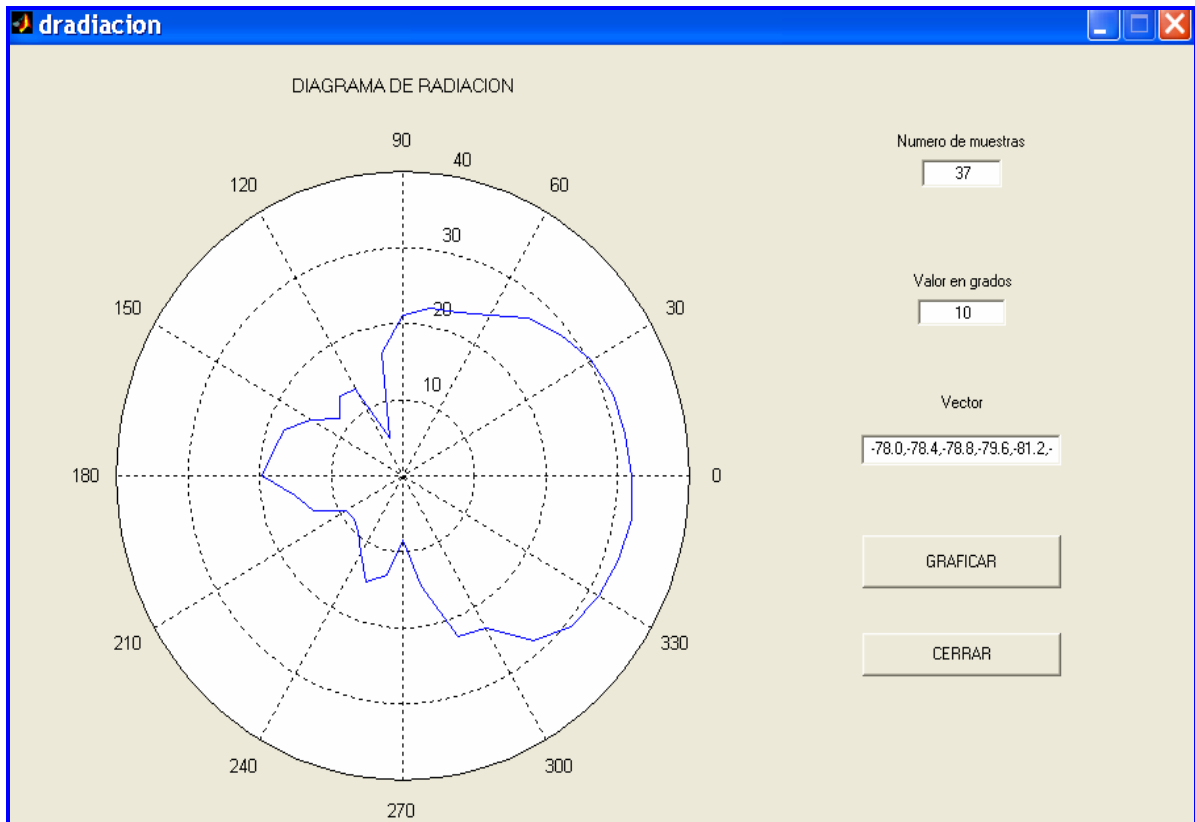 dradiacion
DIAGRAMA DE RADIACION
90
40
120
60
30
150
30
20
10
180
0
210
330
240
300
270
Numero de muestras
37
Valor en grados
10
Vector
-78.0,-78.4,-78.8,-79.6,-81.2,-
GRAFICAR
CERRAR